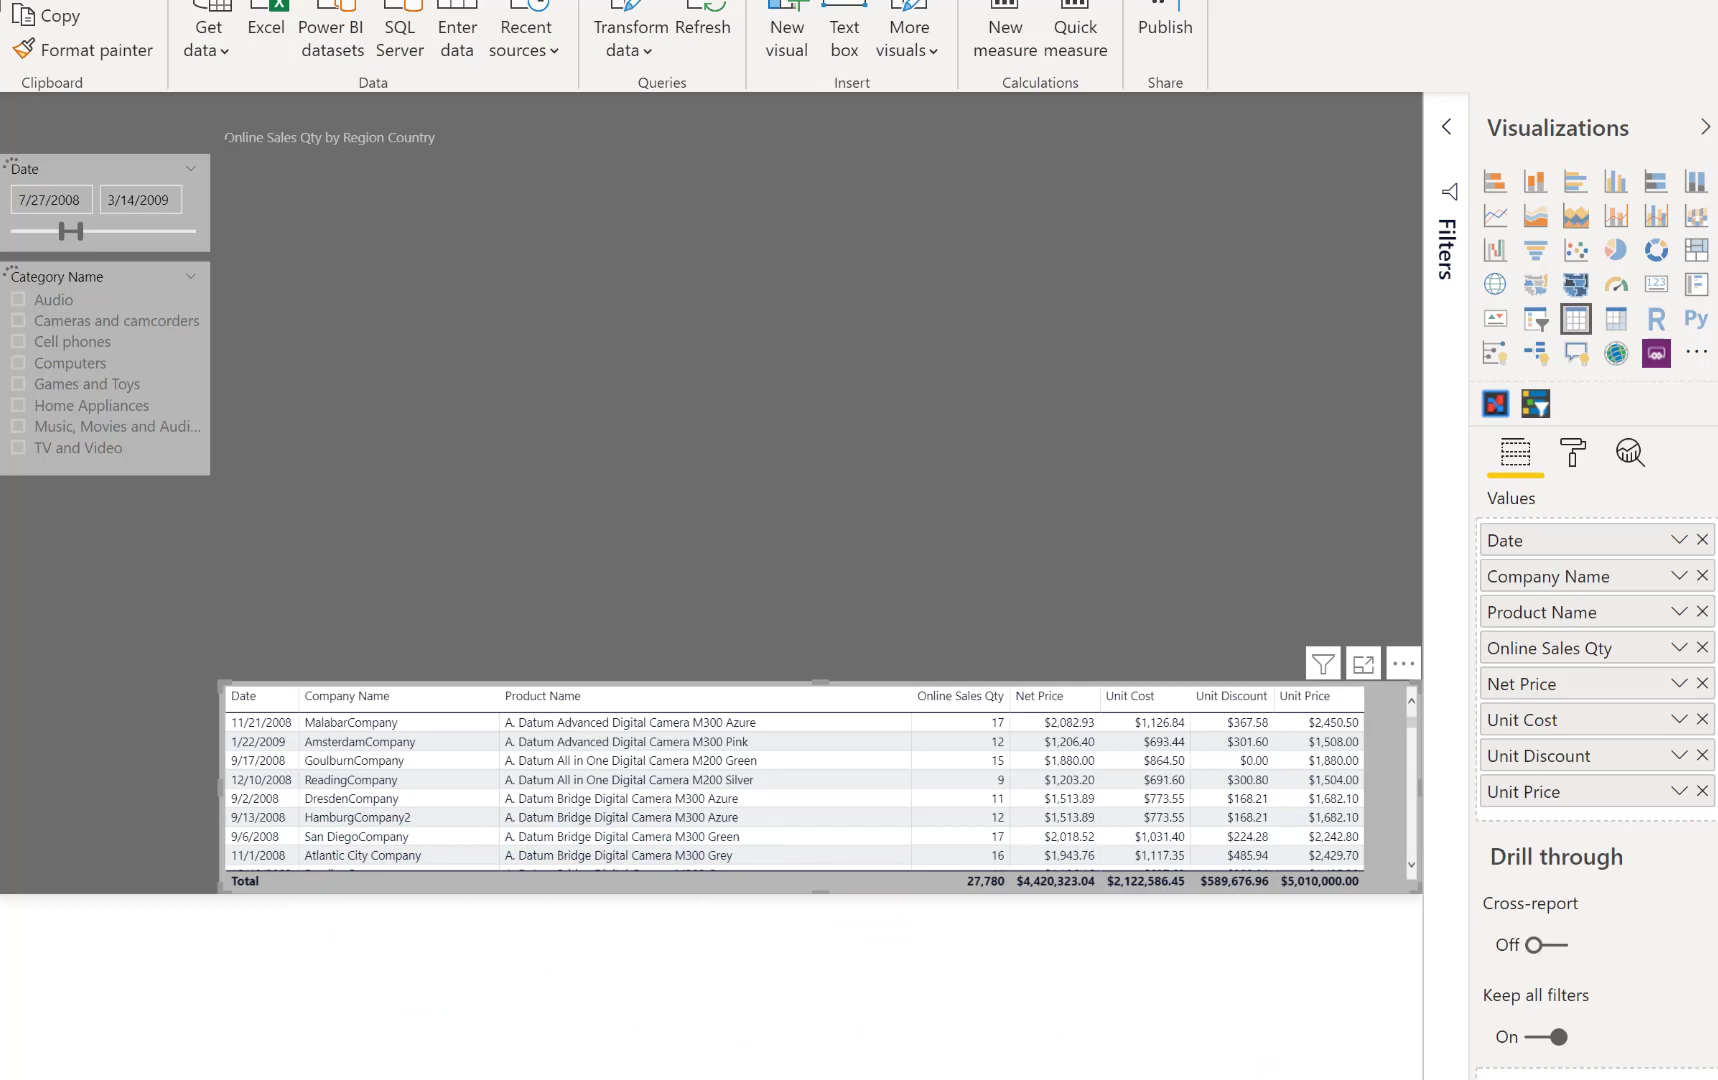 Copy
Format painter
Clipboard
Get data
Excel
Power BI datasets
SQL Server
Enter data
Recent sources
Data
Transform data
Refresh
Queries
New visual
Text box
More visuals
Insert
New measure
Quick measure
Calculations
Publish
Share
Online Sales Qty by Region Country
Date
7/27/2008 3/14/2009
Category Name
Audio
Cameras and camcorders
Cell phones
Computers
Games and Toys
Home Appliances
Music, Movies and Audi...
TV and Video
Date Company Name Product Name Online Sales Qty Net Price Unit Cost Unit Discount Unit Price
11/21/2008 MalabarCompany A. Datum Advanced Digital Camera M300 Azure 17 $2,082.93 $1,126.84 $367.58 $2,450.50
1/22/2009 AmsterdamCompany A. Datum Advanced Digital Camera M300 Pink 12 $1,206.40 $693.44 $301.60 $1,508.00
9/17/2008 GoulburnCompany A. Datum All in One Digital Camera M200 Green 15 $1,880.00 $864.50 $0.00 $1,880.00
12/10/2008 ReadingCompany A. Datum All in One Digital Camera M200 Silver 9 $1,203.20 $691.60 $300.80 $1,504.00
9/2/2008 DresdenCompany A. Datum Bridge Digital Camera M300 Azure 11 $1,513.89 $773.55 $168.21 $1,682.10
9/13/2008 HamburgCompany2 A. Datum Bridge Digital Camera M300 Azure 12 $1,513.89 $773.55 $168.21 $1,682.10
9/6/2008 San DiegoCompany A. Datum Bridge Digital Camera M300 Green 17 $2,018.52 $1,031.40 $224.28 $2,242.80
11/1/2008 Atlantic City Company A. Datum Bridge Digital Camera M300 Grey 16 $1,943.76 $1,117.35 $485.94 $2,429.70
Total 27,780 $4,420,323.04 $2,122,586.45 $589,676.96 $5,010,000.00
Filters
Visualizations
123
R
Py
Values
Date
Company Name
Product Name
Online Sales Qty
Net Price
Unit Cost
Unit Discount
Unit Price
Drill through
Cross-report
Off
Keep all filters
On